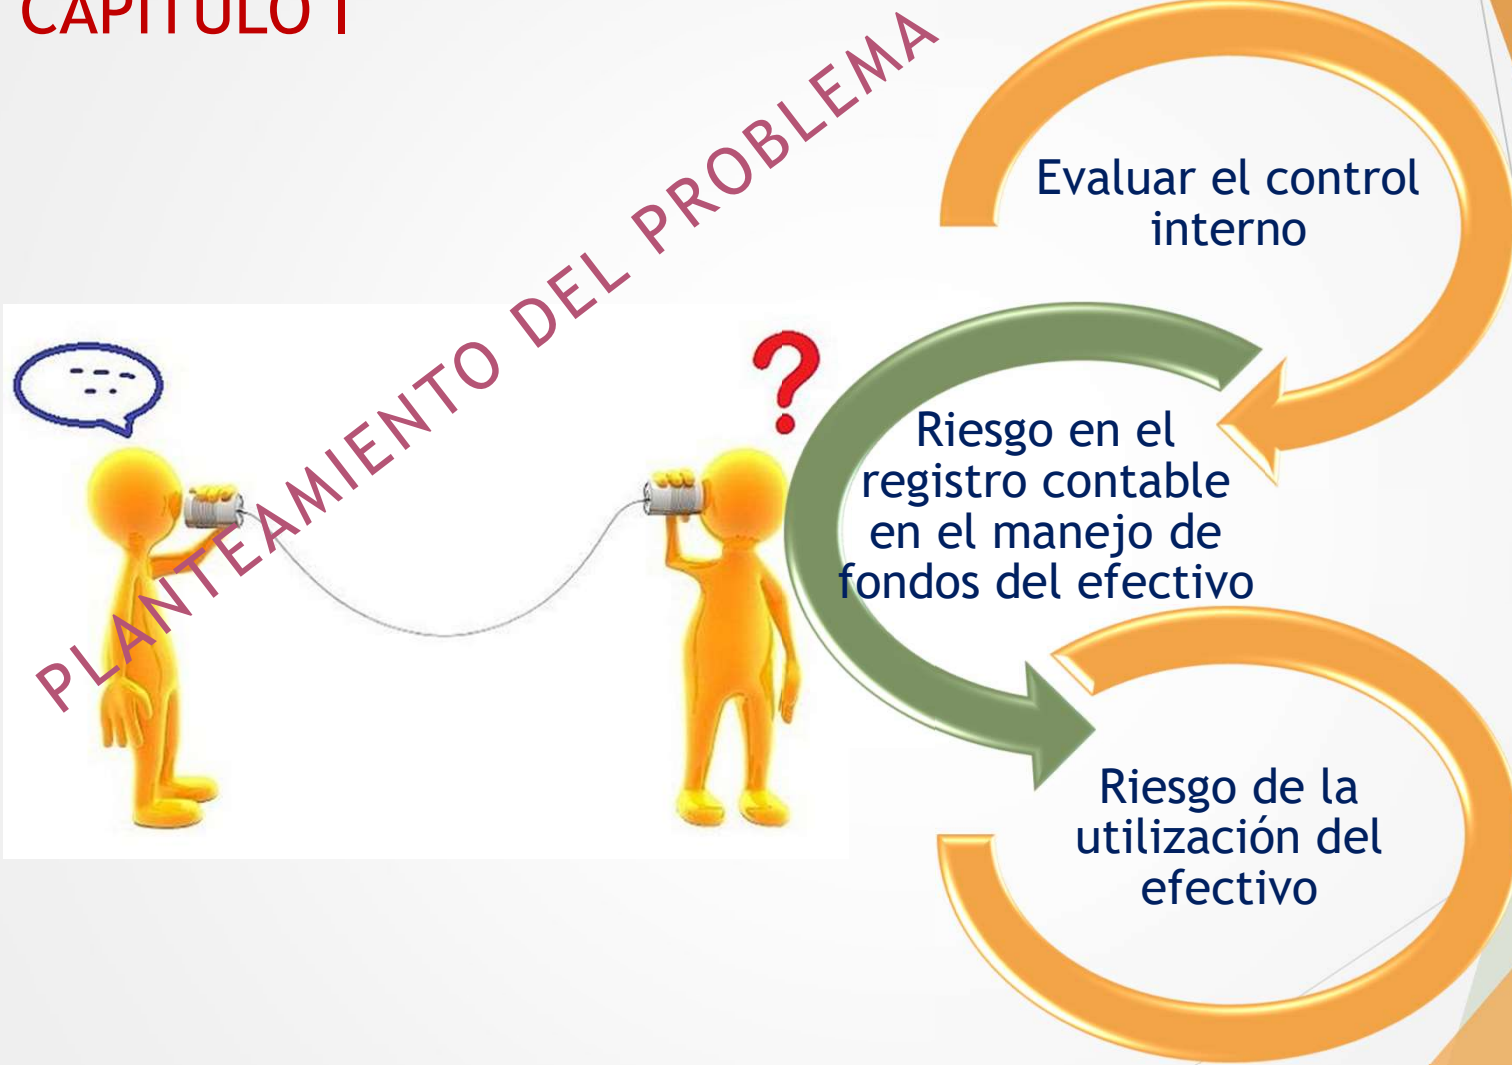 CAPITULO I
PLANTEAMIENTO DEL PROBLEMA
Evaluar el control
interno
?
Riesgo en el
registro contable
en el manejo de
fondos del efectivo
Riesgo de la
utilización del
efectivo